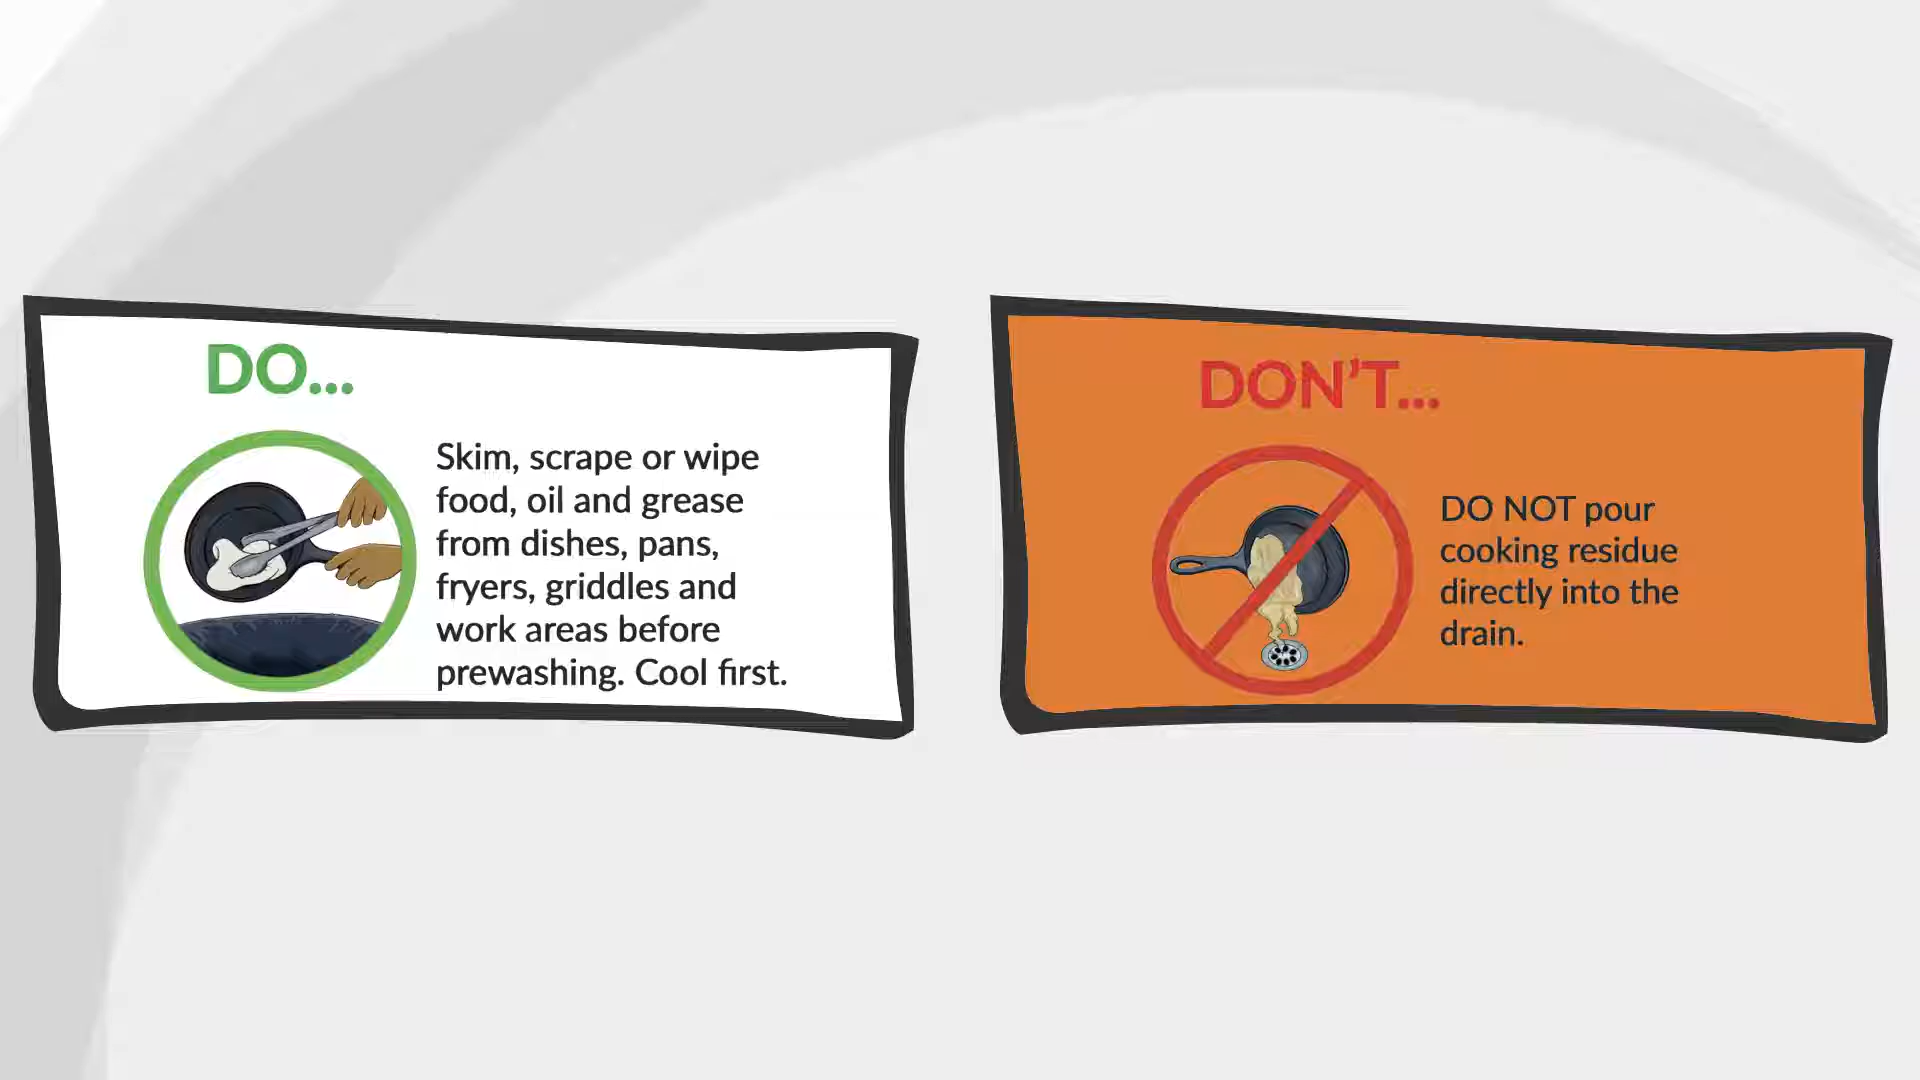 DO...
Skim, scrape or wipe
food, oil and grease
from dishes, pans,
fryers, griddles and
work areas before
prewashing. Cool first.
DON'T...
DO NOT pour
cooking residue
directly into the
drain.